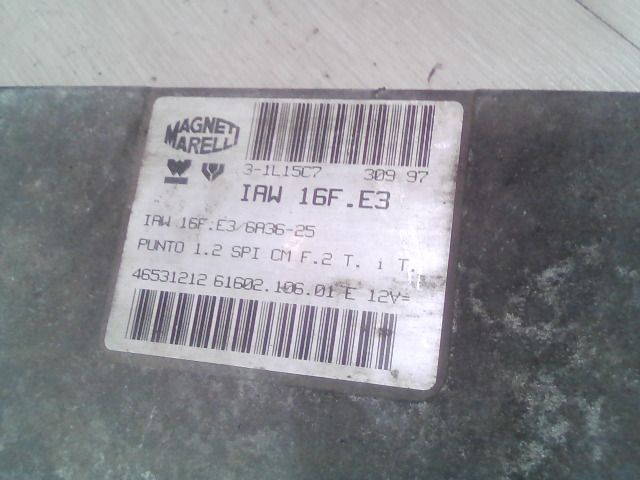 MAGNETI
MARELLI
3-1L15C7 309 97
IAW 16F.E3
IAW 16F.E3/6A36-25
PUNTO 1.2 SPI CM F.2 T. i T.
46531212 61602.106.01 E 12V=